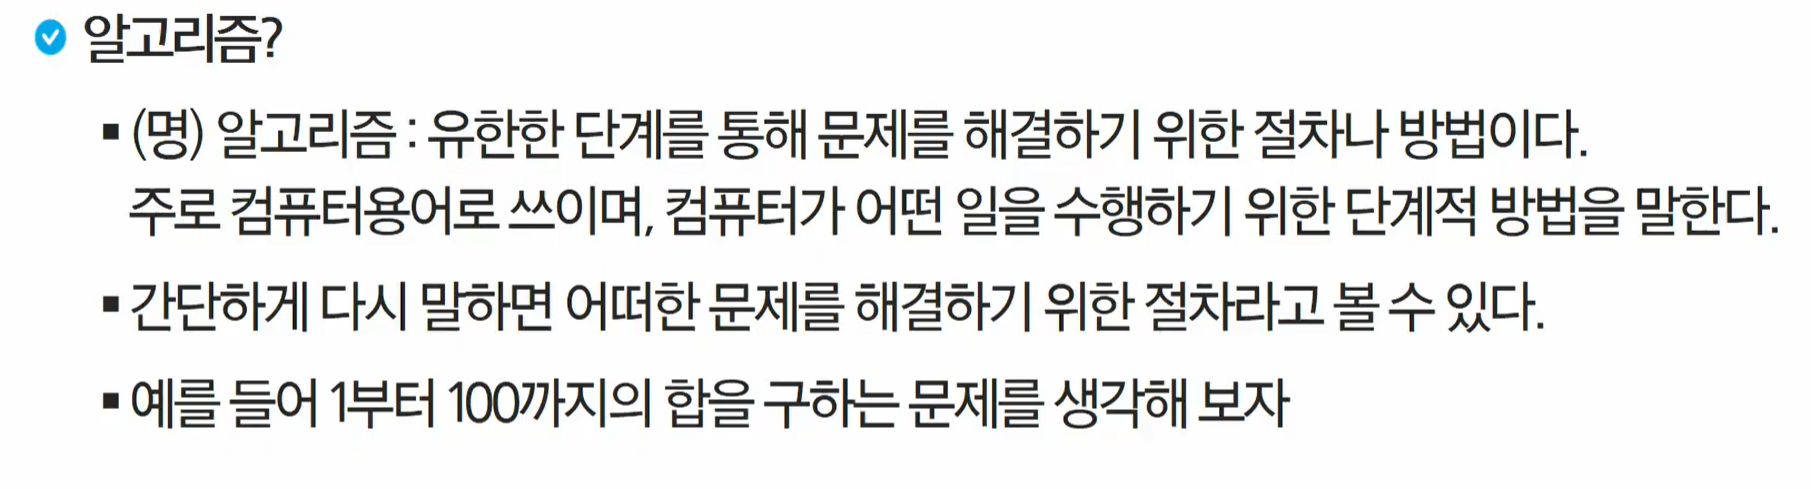 알고리즘?
▪ (명) 알고리즘 : 유한한 단계를 통해 문제를 해결하기 위한 절차나 방법이다.
주로 컴퓨터용어로 쓰이며, 컴퓨터가 어떤 일을 수행하기 위한 단계적 방법을 말한다.
▪ 간단하게 다시 말하면 어떠한 문제를 해결하기 위한 절차라고 볼 수 있다.
▪ 예를 들어 1부터 100까지의 합을 구하는 문제를 생각해 보자